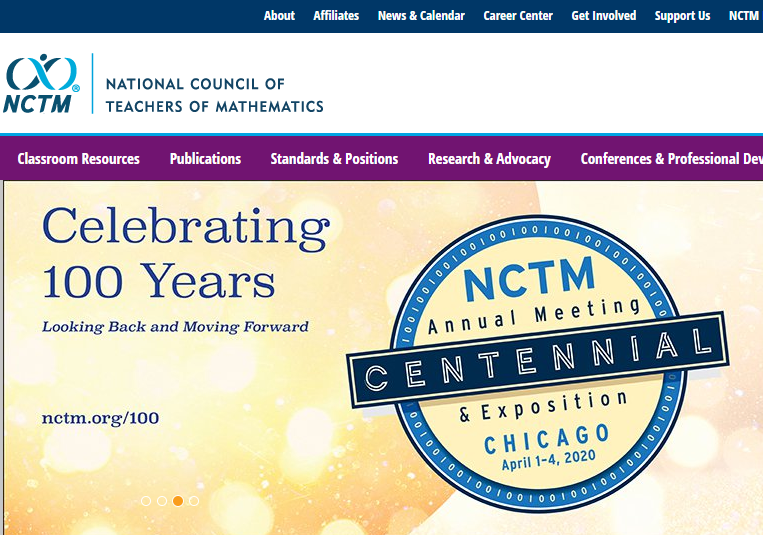 About Affiliates News & Calendar Career Center Get Involved Support Us NCTM
NCTM®
NATIONAL COUNCIL OF
TEACHERS OF MATHEMATICS
Classroom Resources Publications Standards & Positions Research & Advocacy Conferences & Professional Dev
Celebrating
100 Years
Looking Back and Moving Forward
nctm.org/100
NCTM
Annual Meeting
CENTENNIAL
& Exposition
CHICAGO
April 1-4, 2020